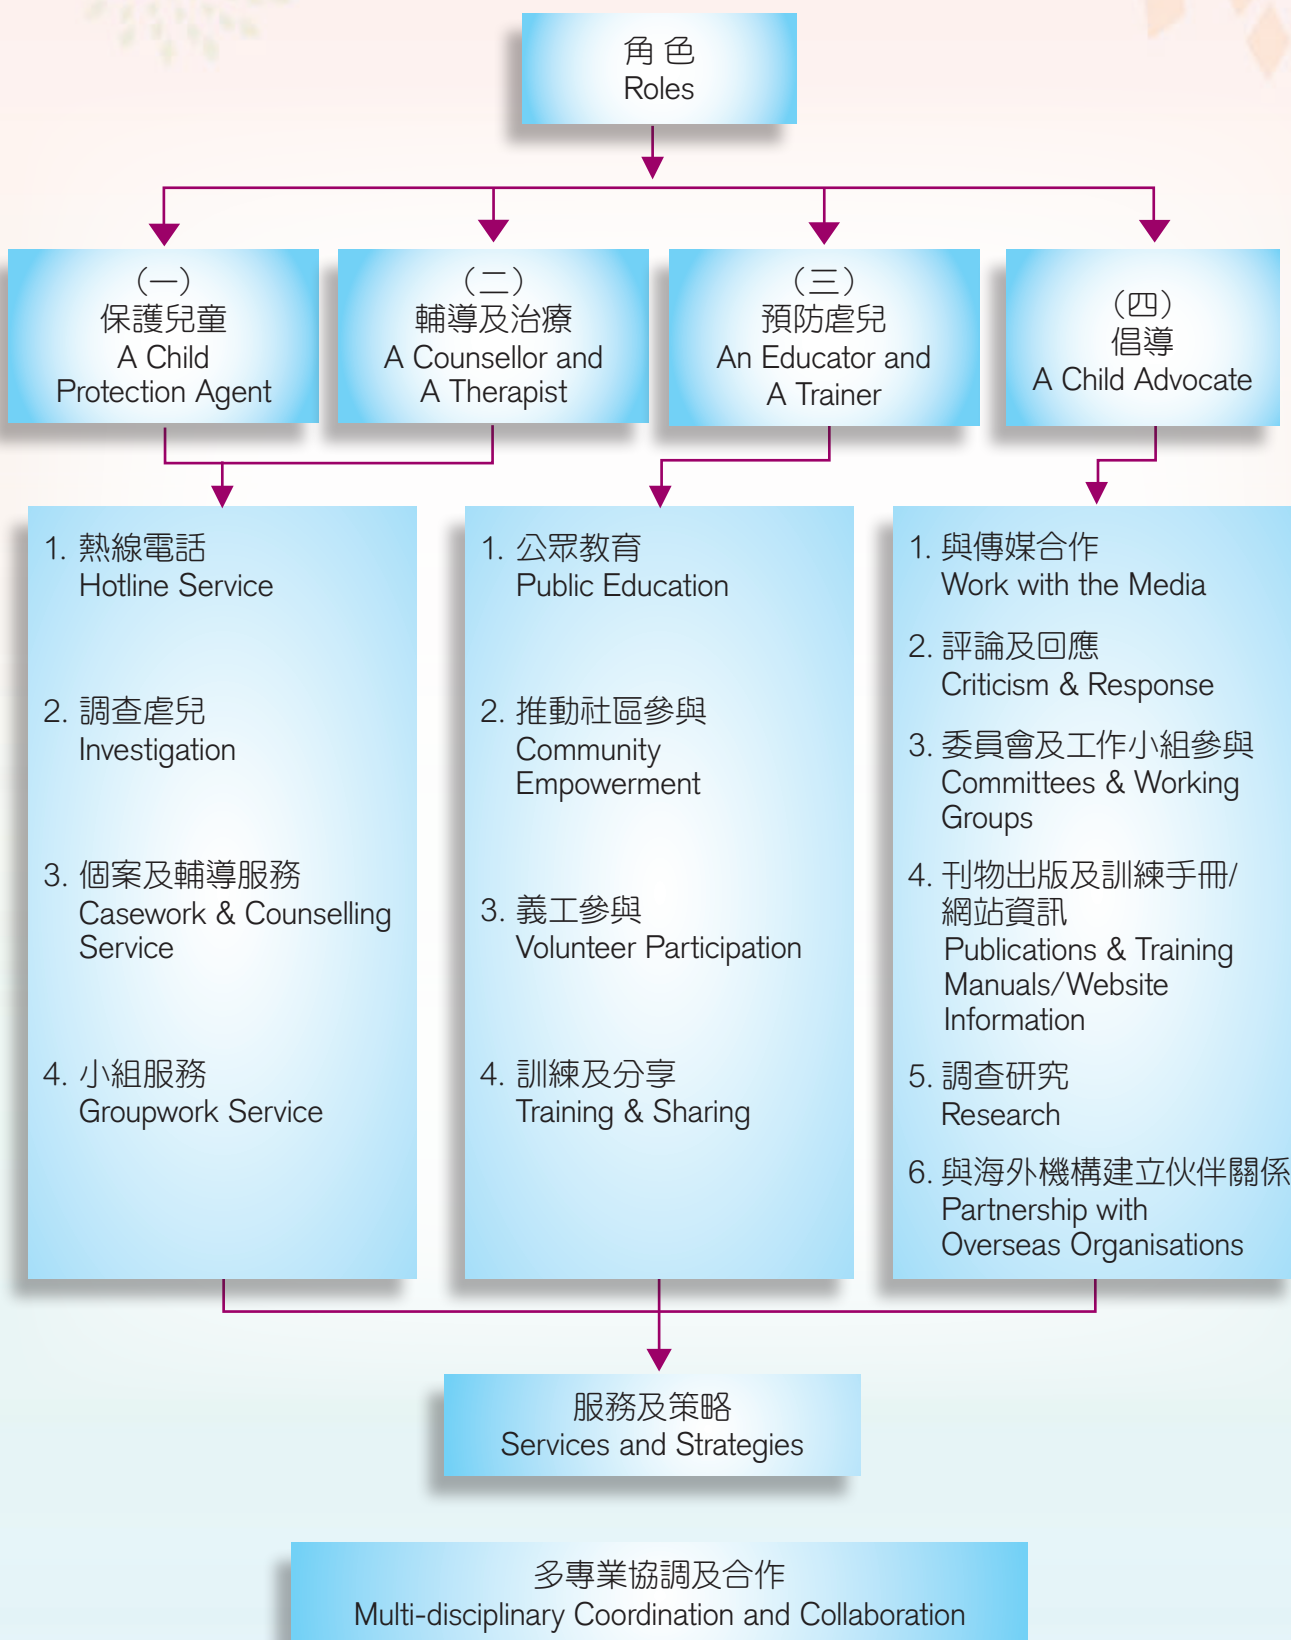 角色
Roles
（一）
保護兒童
A Child
Protection Agent
（二）
輔導及治療
A Counsellor and
A Therapist
（三）
預防虐兒
An Educator and
A Trainer
（四）
倡導
A Child Advocate
1. 熱線電話
Hotline Service
2. 調查虐兒
Investigation
3. 個案及輔導服務
Casework & Counselling
Service
4. 小組服務
Groupwork Service
1. 公眾教育
Public Education
2. 推動社區參與
Community
Empowerment
3. 義工參與
Volunteer Participation
4. 訓練及分享
Training & Sharing
1. 與傳媒合作
Work with the Media
2. 評論及回應
Criticism & Response
3. 委員會及工作小組參與
Committees & Working
Groups
4. 刊物出版及訓練手冊/
網站資訊
Publications & Training
Manuals/Website
Information
5. 調查研究
Research
6. 與海外機構建立伙伴關係
Partnership with
Overseas Organisations
服務及策略
Services and Strategies
多專業協調及合作
Multi-disciplinary Coordination and Collaboration